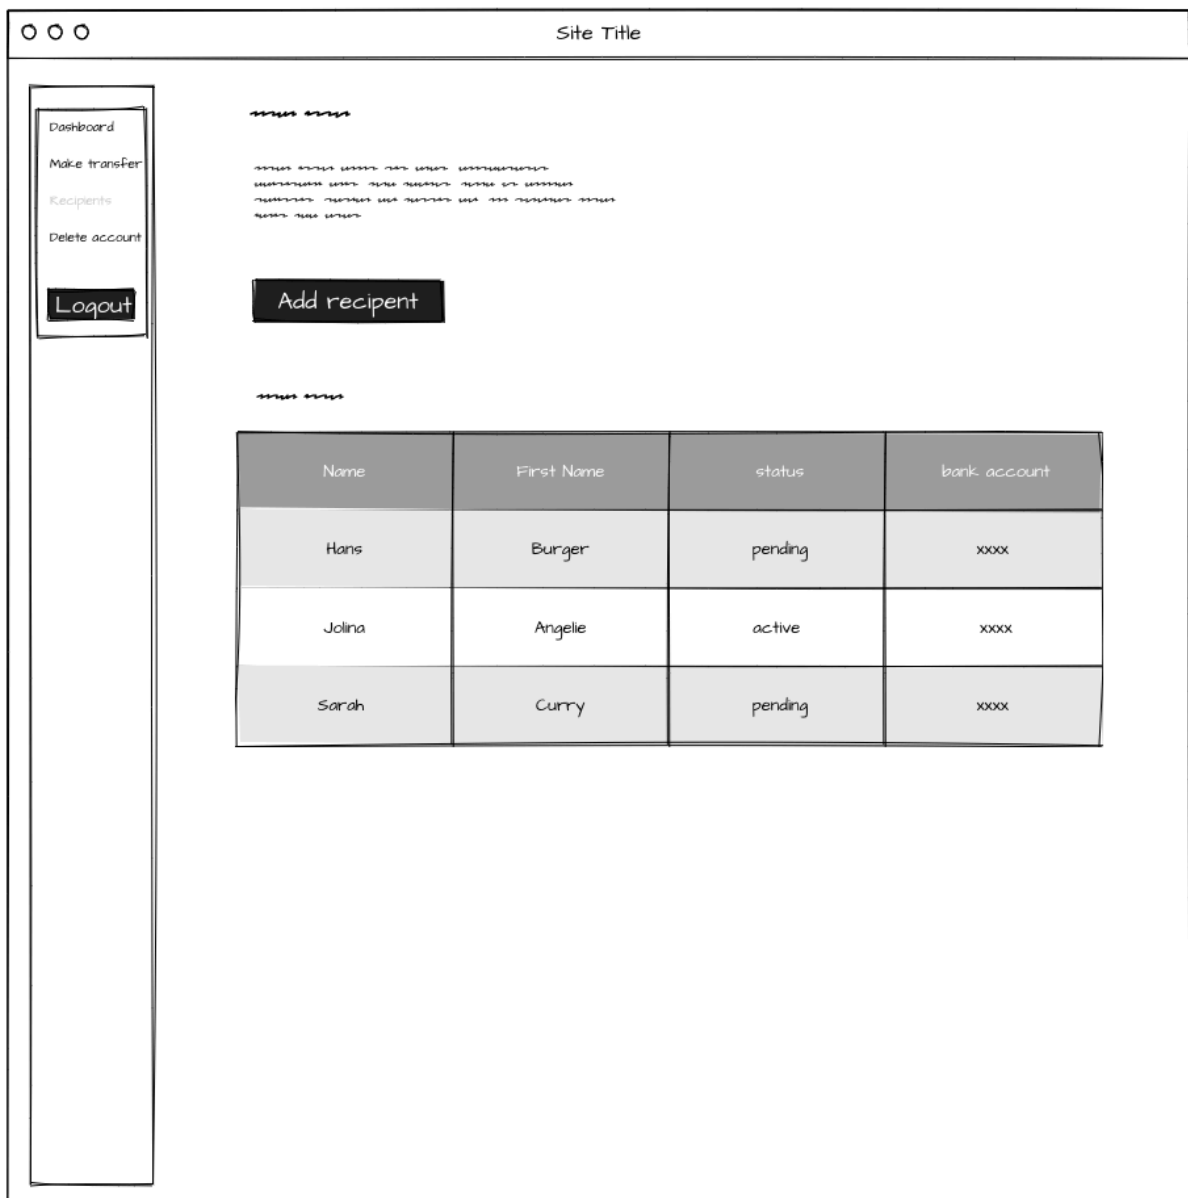 Site Title
Dashboard
Make transfer
Recipients
Delete account
Logout
Add recipent
Name First Name status bank account
Hans Burger pending xxxx
Jolina Angelie active xxxx
Sarah Curry pending xxxx